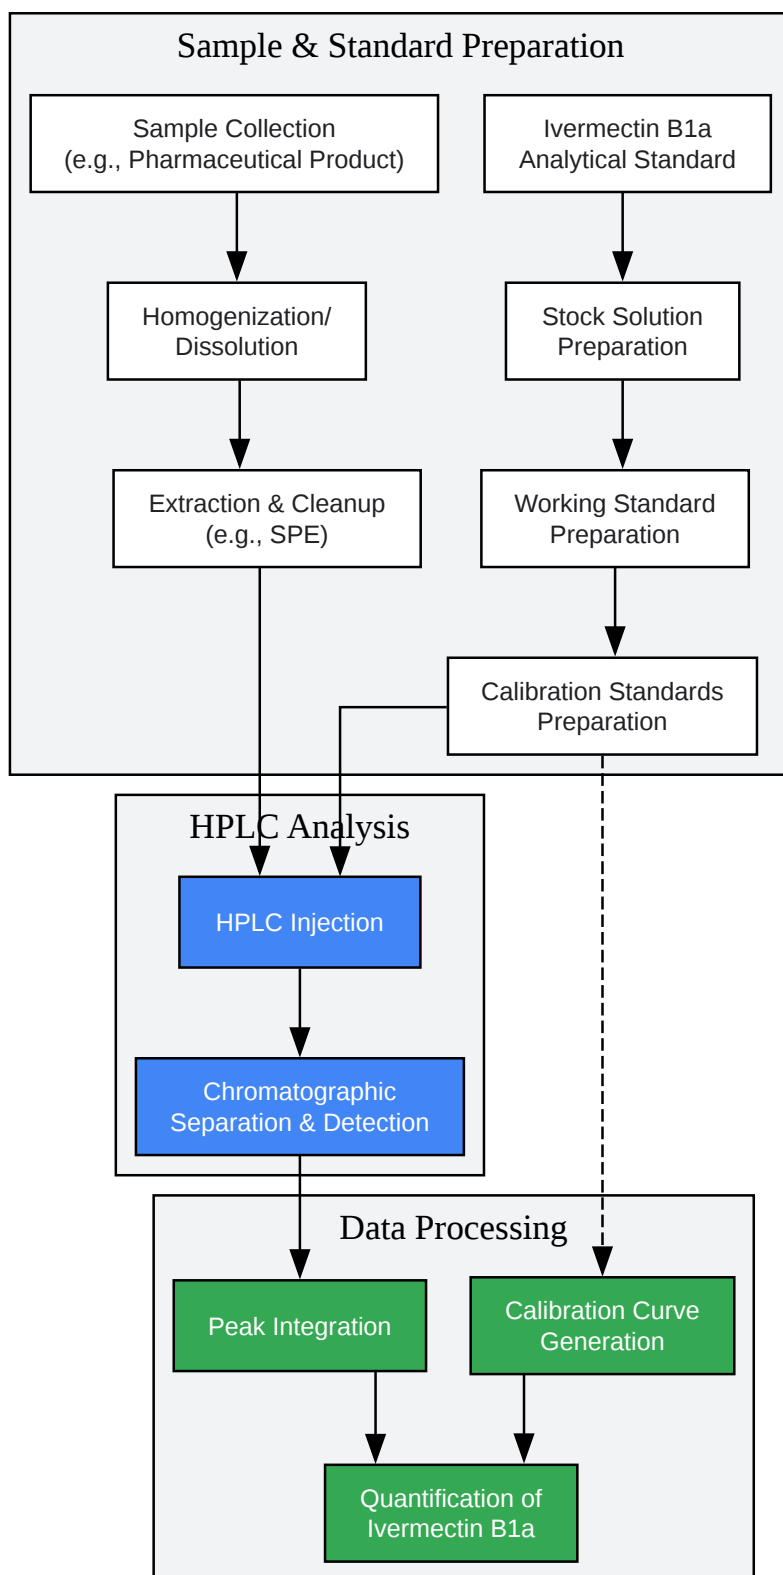 Sample & Standard Preparation
Sample Collection
(e.g., Pharmaceutical Product)
Ivermectin B1a
Analytical Standard
Homogenization/
Dissolution
Stock Solution
Preparation
Extraction & Cleanup
(e.g., SPE)
Working Standard
Preparation
Calibration Standards
Preparation
HPLC Analysis
HPLC Injection
Chromatographic
Separation & Detection
Data Processing
Peak Integration
Calibration Curve
Generation
Quantification of
Ivermectin B1a